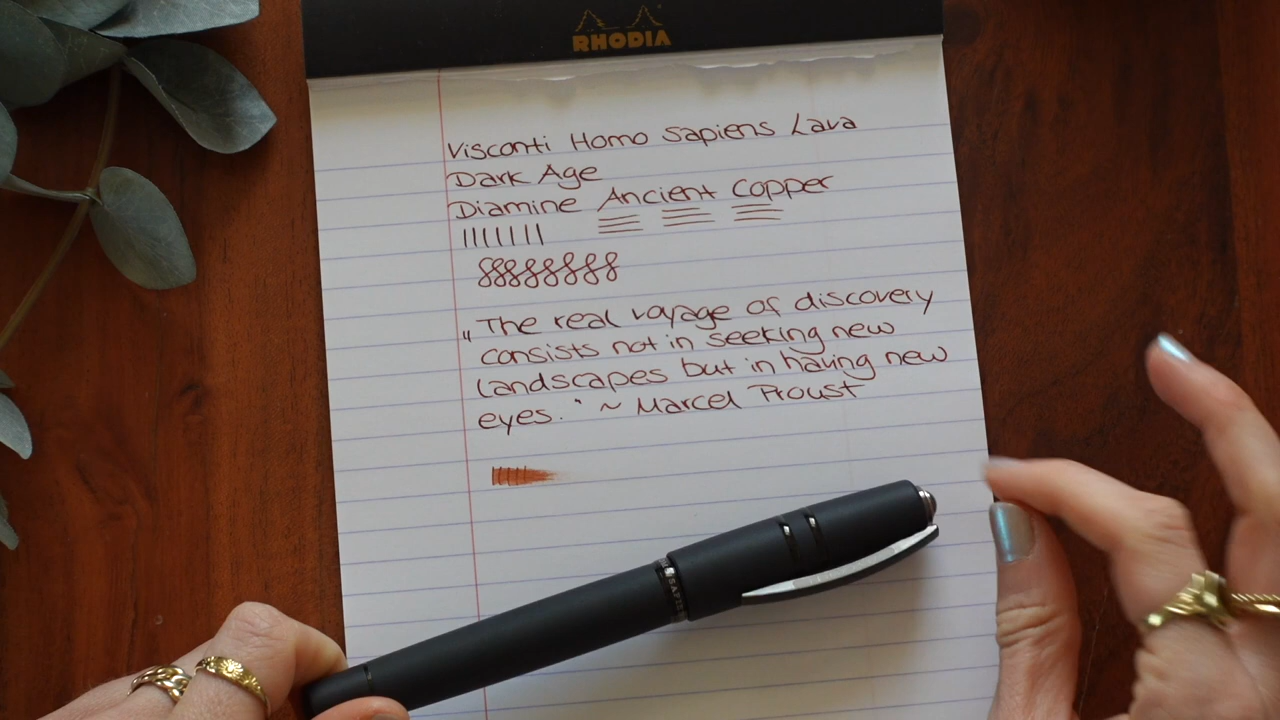 RHODIA
Visconti Homo Sapiens Lava
Dark Age
Diamine Ancient Copper
„The real voyage of discovery
consists not in seeking new
landscapes but in having new
eyes." ~ Marcel Proust